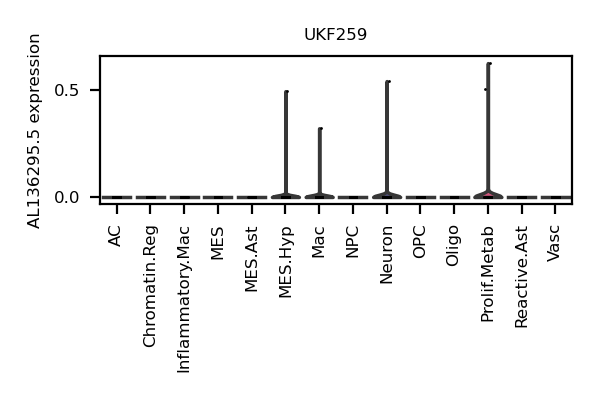 UKF259
AL136295.5 expression
0.5
0.0
AC
Chromatin.Reg
Inflammatory.Mac
MES
MES.Ast
MES.Hyp
Mac
NPC
Neuron
OPC
Oligo
Prolif.Metab
Reactive.Ast
Vasc